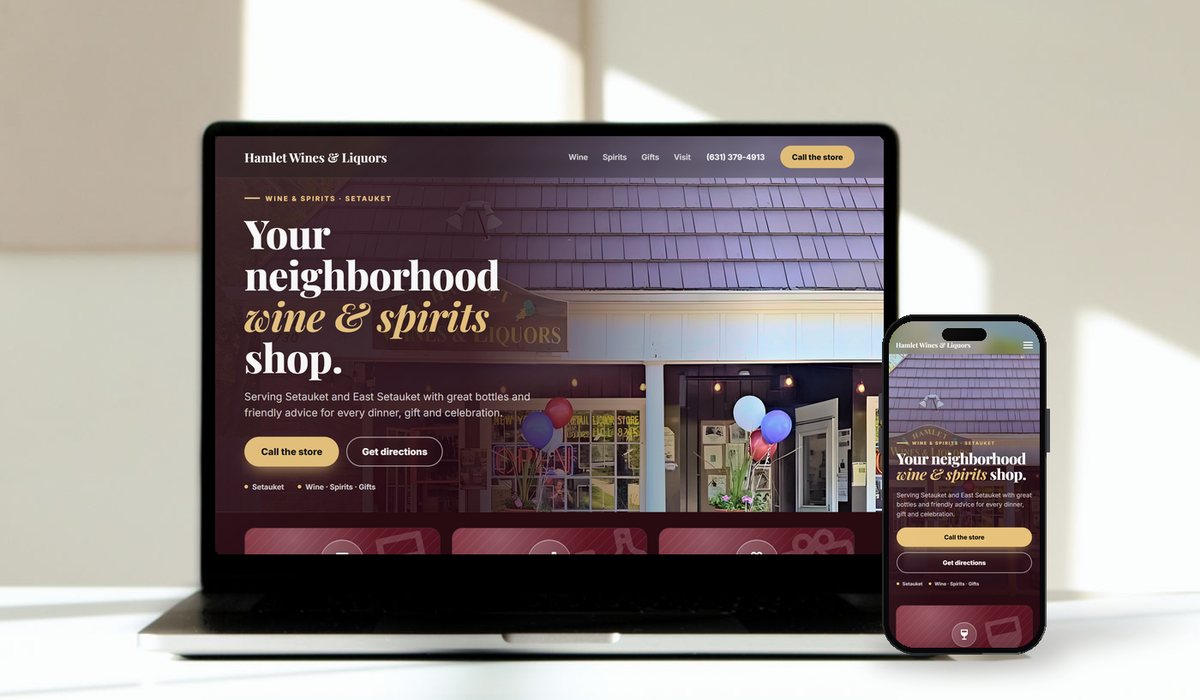 Hamlet Wines & Liquors
Wine Spirits Gifts Visit (631) 379-4913 Call the store
WINE & SPIRITS · SETAUKET
Your
neighborhood
wine & spirits
shop.
Serving Setauket and East Setauket with great bottles and
friendly advice for every dinner, gift and celebration.
Call the store Get directions
Setauket Wine · Spirits · Gifts
LIQUORS
Hamlet Wines & Liquors
HAMLET
WINE & SPIRITS · SETAUKET
Your neighborhood
wine & spirits shop.
Serving Setauket and East Setauket with great
bottles and friendly advice for every dinner,
gift and celebration.
Call the store
Get directions
Setauket Wine · Spirits · Gifts